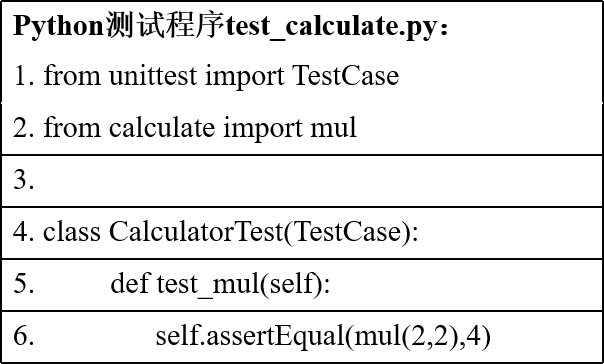 Python测试程序test_calculate.py：
1. from unittest import TestCase
2. from calculate import mul
3.
4. class CalculatorTest(TestCase):
5.          def test_mul(self):
6.                self.assertEqual(mul(2,2),4)